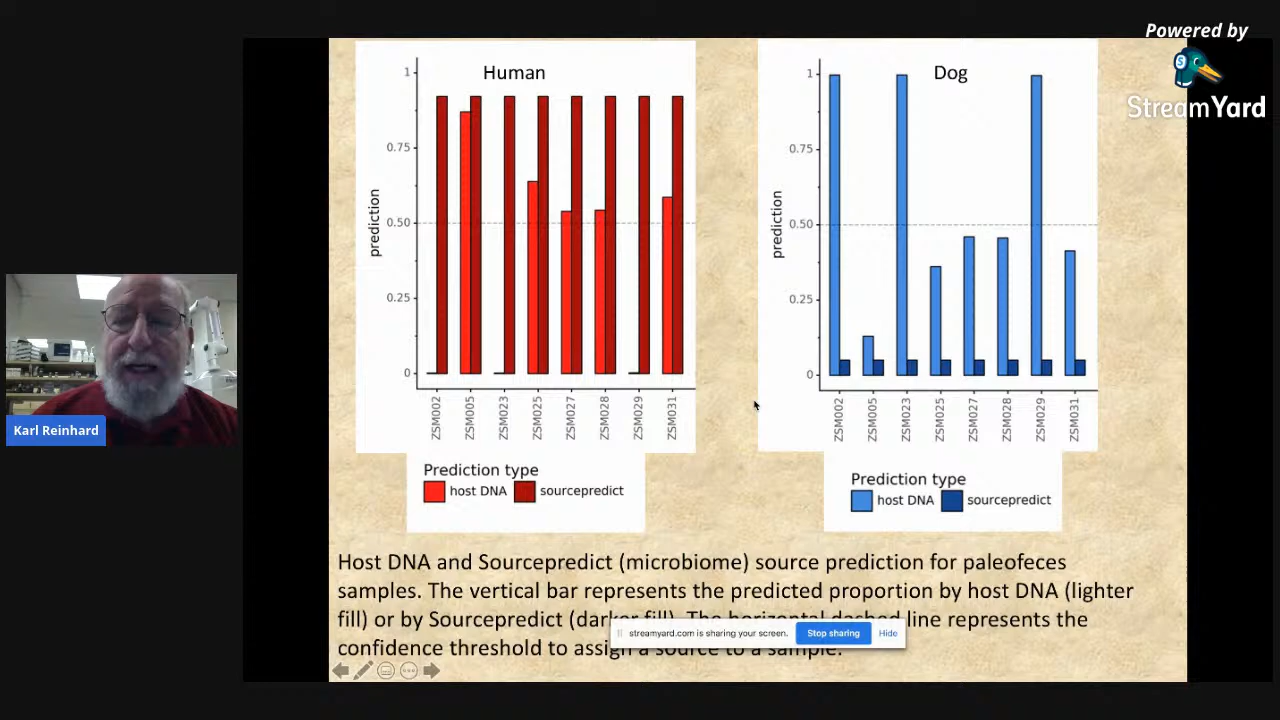 Powered by
StreamYard
Human
1
0.75
0.50
0.25
0
prediction
ZSM002
ZSM005
ZSM023
ZSM025
ZSM027
ZSM028
ZSM029
ZSM031
Prediction type
host DNA sourcepredict
Dog
1
0.75
0.50
0.25
0
prediction
ZSM002
ZSM005
ZSM023
ZSM025
ZSM027
ZSM028
ZSM029
ZSM031
Prediction type
host DNA sourcepredict
Karl Reinhard
Host DNA and Sourcepredict (microbiome) source prediction for paleofeces
samples. The vertical bar represents the predicted proportion by host DNA (lighter
fill) or by Sourcepredict (darker fill). The horizontal dashed line represents the
confidence threshold to assign a source to a sample.
streamyard.com is sharing your screen. Stop sharing Hide